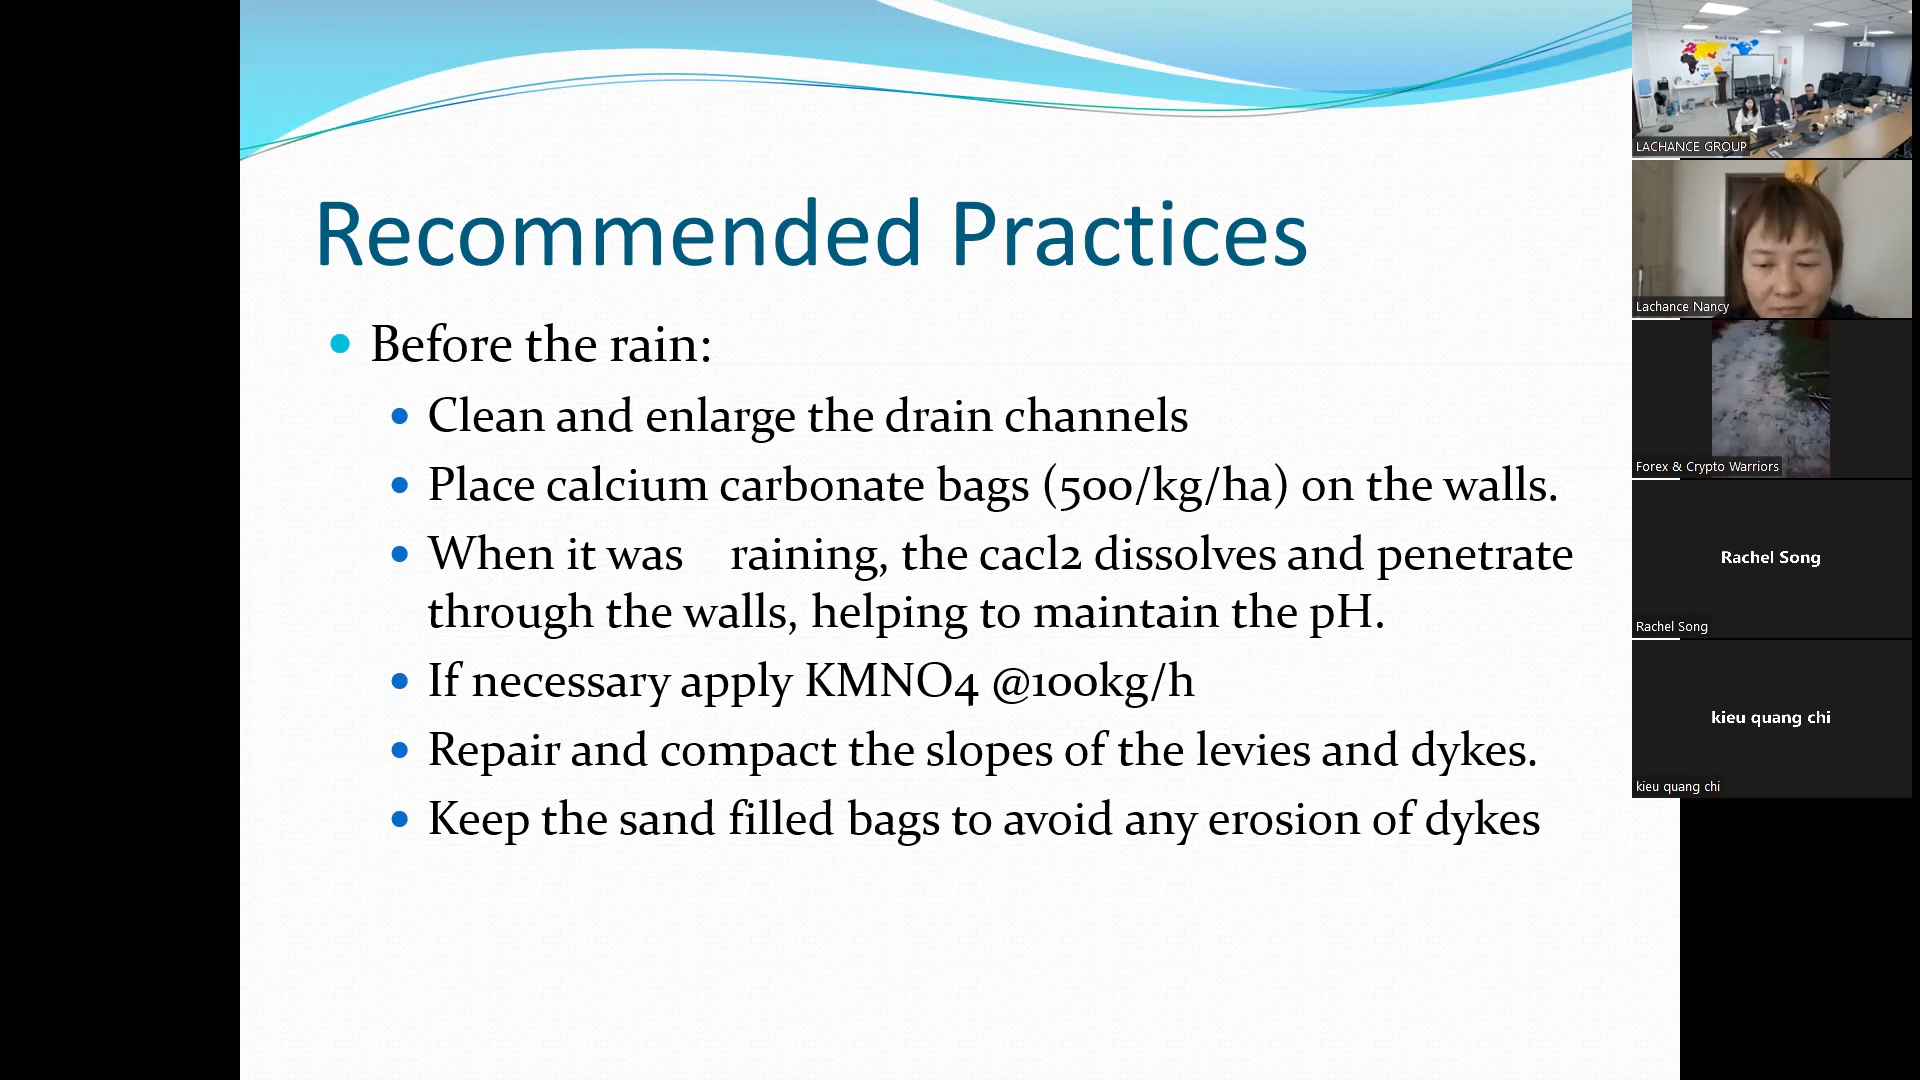 Recommended Practices
Before the rain:
Clean and enlarge the drain channels
Place calcium carbonate bags (500/kg/ha) on the walls.
When it was raining, the cacl2 dissolves and penetrate
through the walls, helping to maintain the pH.
If necessary apply KMNO4 @100kg/h
Repair and compact the slopes of the levies and dykes.
Keep the sand filled bags to avoid any erosion of dykes
LACHANCE GROUP
Lachance Nancy
Forex & Crypto Warriors
Rachel Song
Rachel Song
kieu quang chi
kieu quang chi